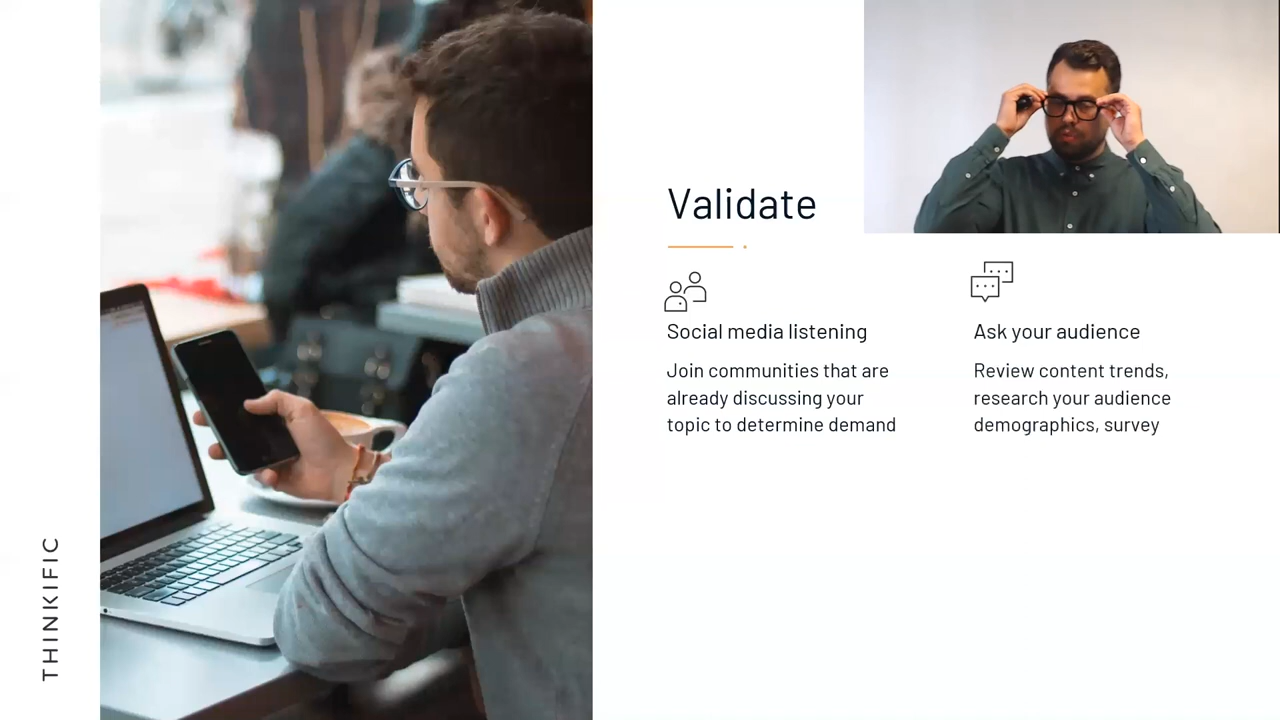 THINKIFIC
Validate
Social media listening
Join communities that are
already discussing your
topic to determine demand
Ask your audience
Review content trends,
research your audience
demographics, survey